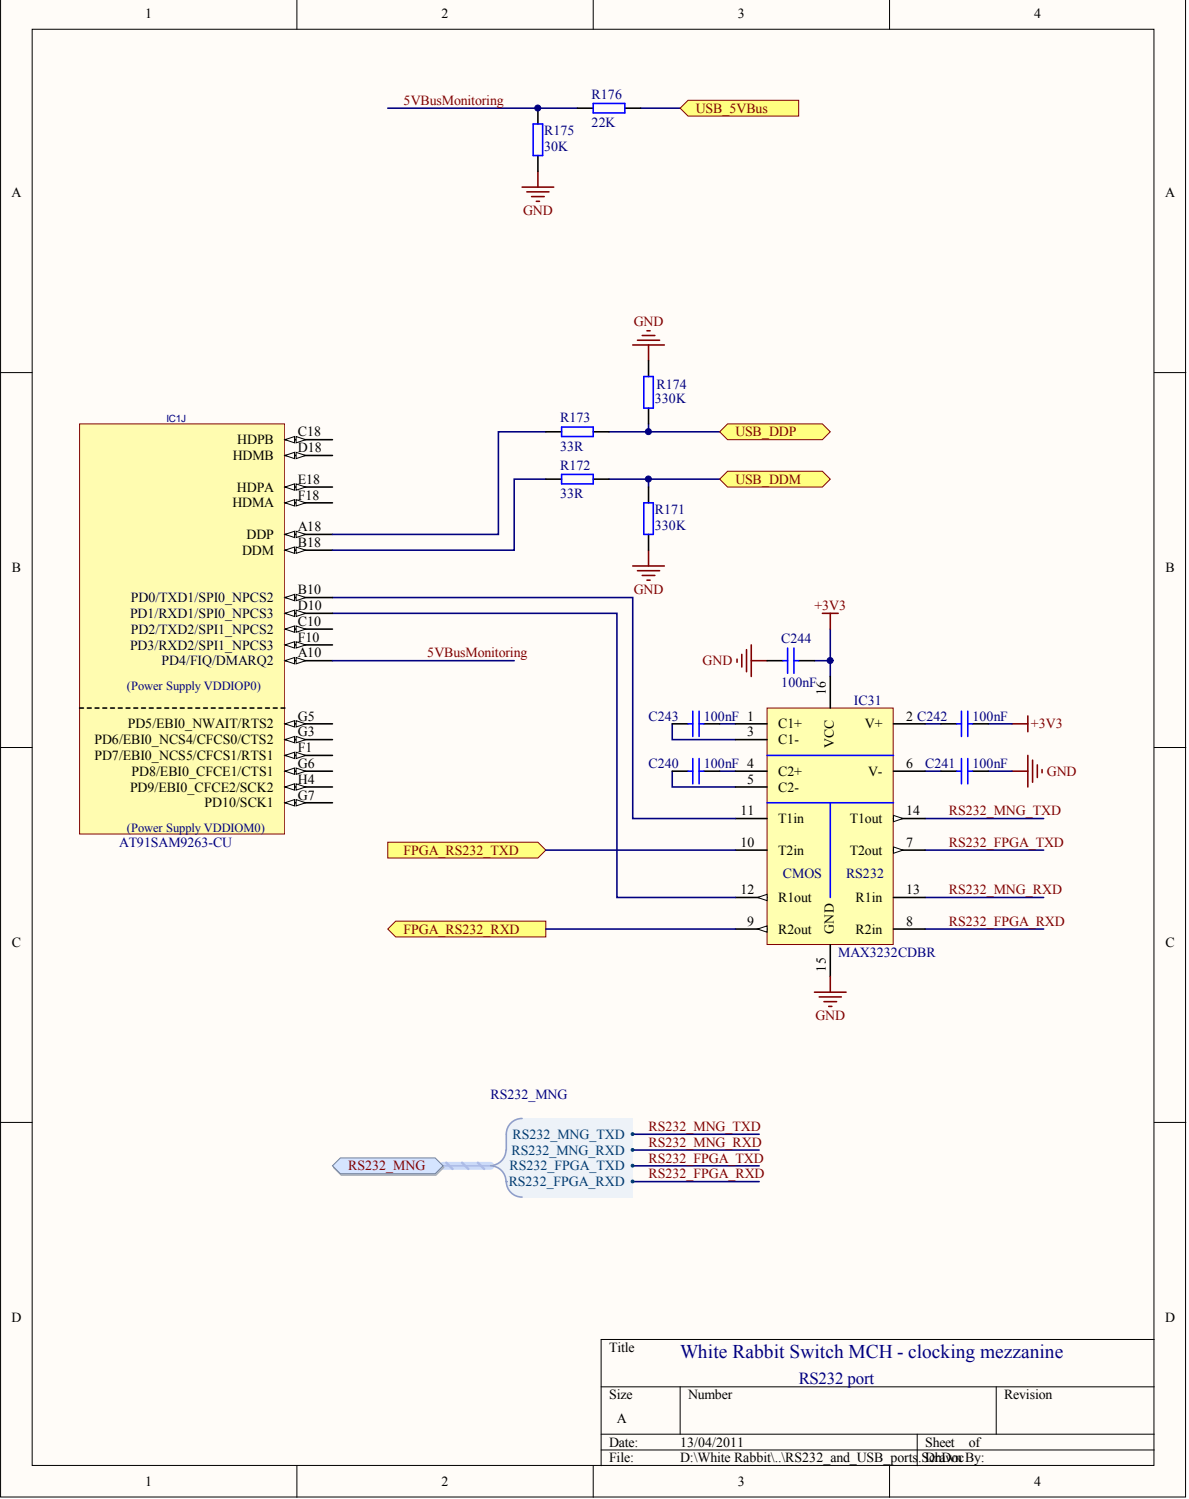 1 2 3 4
5VBusMonitoring
R176
22K
USB_5VBus
R175
30K
GND
A A
GND
R174
330K
R173
33R
USB_DDP
R172
33R
USB_DDM
R171
330K
GND
IC1J
HDPB C18
HDMB D18
HDPA E18
HDMA F18
DDP A18
DDM B18
B B
PD0/TXD1/SPI0_NPCS2 B10
PD1/RXD1/SPI0_NPCS3 D10
PD2/TXD2/SPI1_NPCS2 C10
PD3/RXD2/SPI1_NPCS3 F10
PD4/FIQ/DMARQ2 A10 5VBusMonitoring
(Power Supply VDDIOP0)
PD5/EBI0_NWAIT/RTS2 G5
PD6/EBI0_NCS4/CFCS0/CTS2 G3
PD7/EBI0_NCS5/CFCS1/RTS1 F1
PD8/EBI0_CFCE1/CTS1 G6
PD9/EBI0_CFCE2/SCK2 H4
PD10/SCK1 G7
(Power Supply VDDIOM0)
AT91SAM9263-CU
+3V3
C244
GND
100nF
16
IC31
C243 100nF 1 C1+ VCC V+ 2 C242 100nF +3V3
3 C1-
C240 100nF 4 C2+ V- 6 C241 100nF GND
5 C2-
11 T1in T1out 14 RS232_MNG_TXD
FPGA_RS232_TXD 10 T2in T2out 7 RS232_FPGA_TXD
CMOS RS232
12 R1out R1in 13 RS232_MNG_RXD
FPGA_RS232_RXD 9 R2out GND R2in 8 RS232_FPGA_RXD
MAX3232CDBR
15
GND
C C
RS232_MNG
RS232_MNG
RS232_MNG_TXD RS232_MNG_TXD
RS232_MNG_RXD RS232_MNG_RXD
RS232_FPGA_TXD RS232_FPGA_TXD
RS232_FPGA_RXD RS232_FPGA_RXD
D D
Title White Rabbit Switch MCH - clocking mezzanine
RS232 port
Size Number Revision
A
Date: 13/04/2011 Sheet of
File: D:\White Rabbit\..\RS232_and_USB_ports.SchDoc By:
1 2 3 4